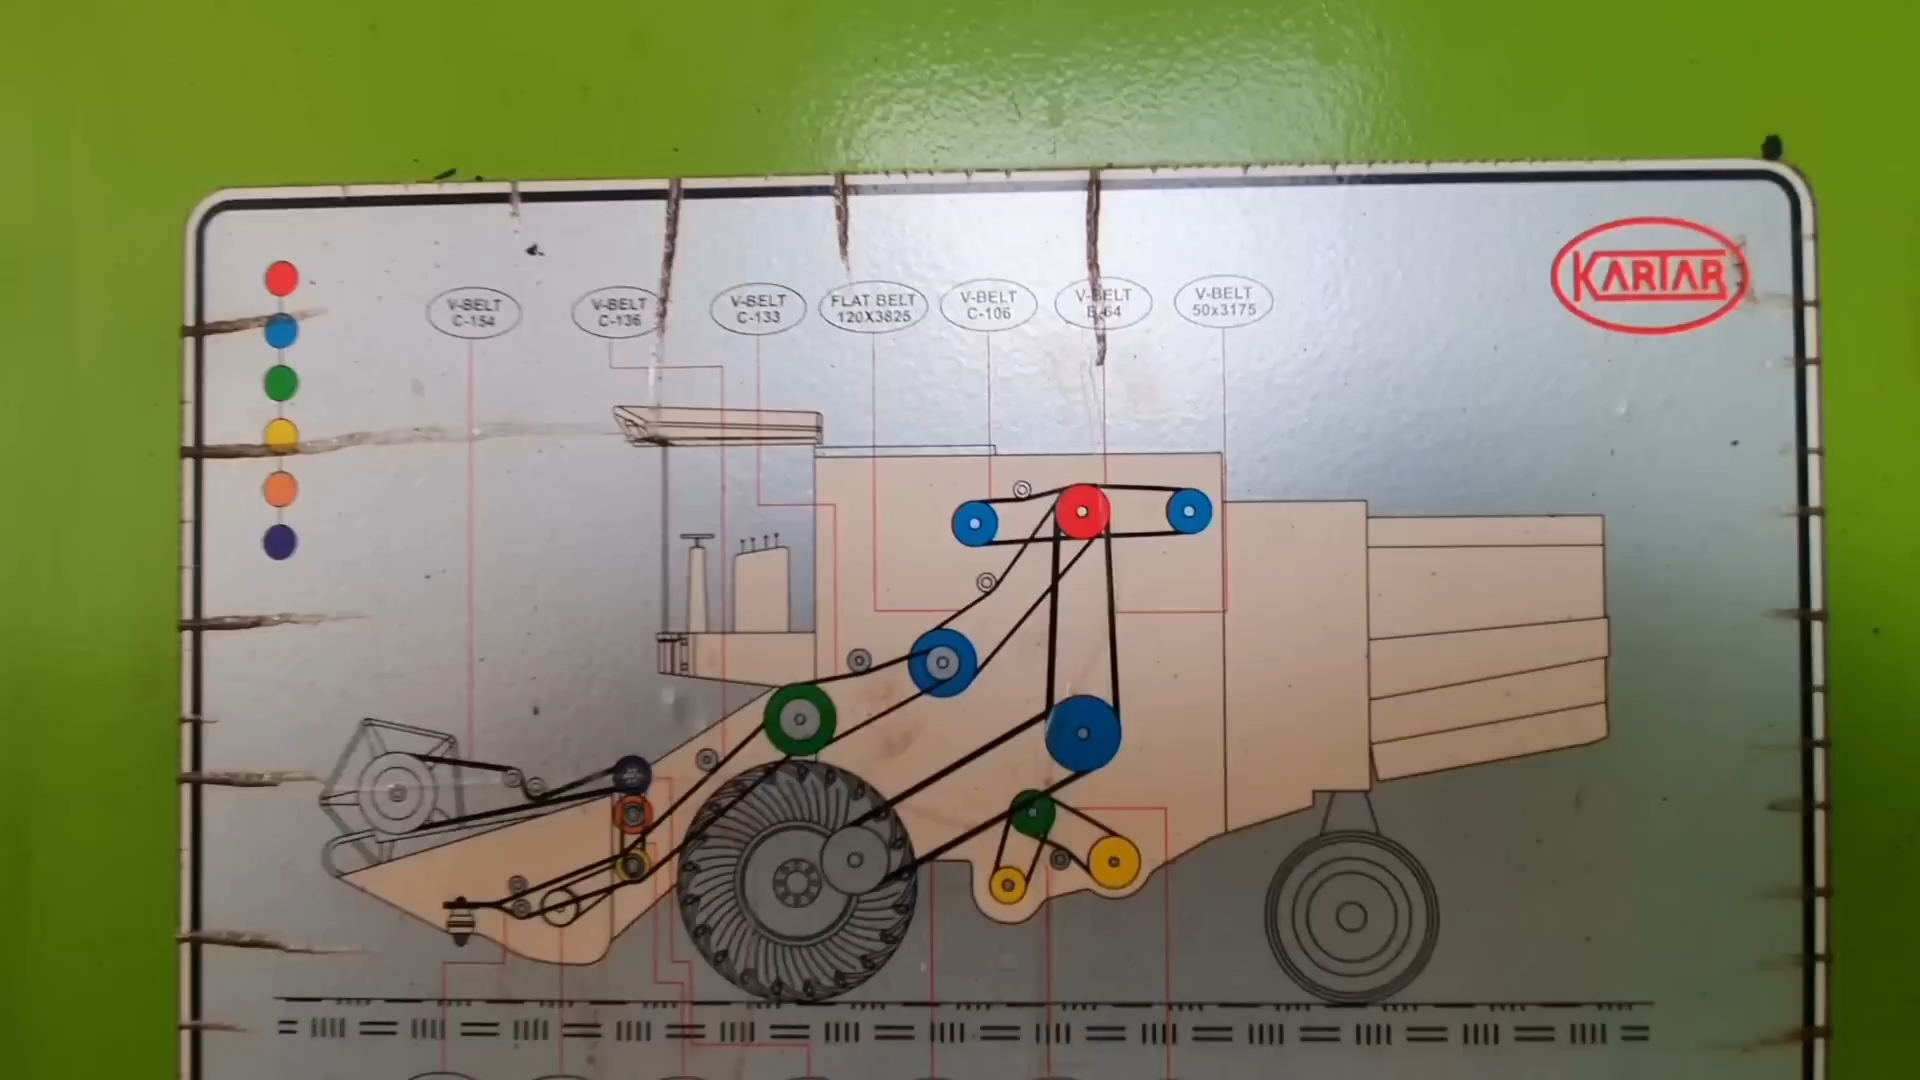 KARTAR
V-BELT
C-154
V-BELT
C-136
V-BELT
C-133
FLAT BELT
120X3825
V-BELT
C-106
V-BELT
B-64
V-BELT
50x3175